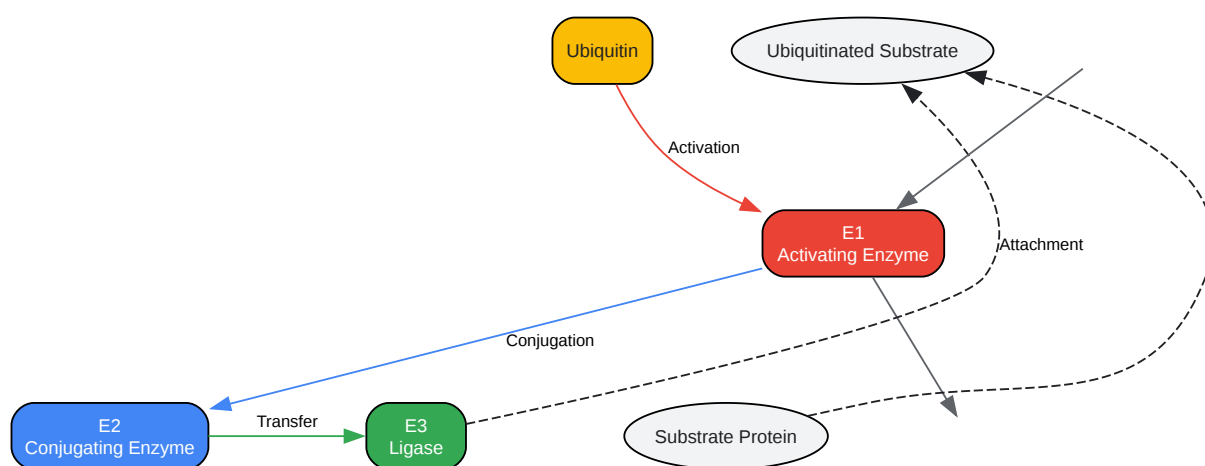 Ubiquitin
Ubiquitinated Substrate
Activation
E1
Activating Enzyme
Attachment
Conjugation
E2
Conjugating Enzyme
Transfer
E3
Ligase
Substrate Protein